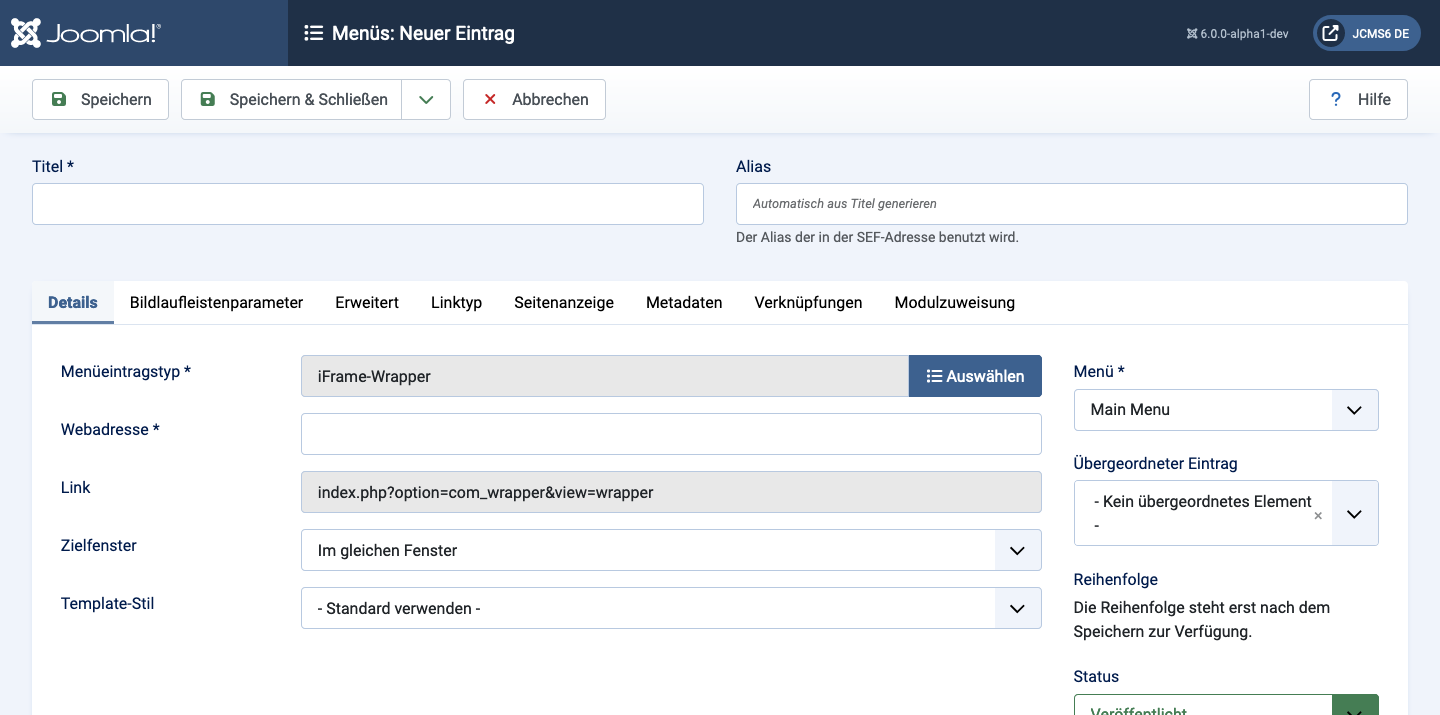 Joomla!®
Menüs: Neuer Eintrag
6.0.0-alpha1-dev
JCMS6 DE
Speichern
Speichern & Schließen
Abbrechen
? Hilfe
Titel *
Alias
Automatisch aus Titel generieren
Der Alias der in der SEF-Adresse benutzt wird.
Details Bildlaufleistenparameter Erweitert Linktyp Seitenanzeige Metadaten Verknüpfungen Modulzuweisung
Menüeintragstyp *
iFrame-Wrapper
Auswählen
Webadresse *
Link
index.php?option=com_wrapper&view=wrapper
Zielfenster
Im gleichen Fenster
Template-Stil
- Standard verwenden -
Menü *
Main Menu
Übergeordneter Eintrag
- Kein übergeordnetes Element
-
×
Reihenfolge
Die Reihenfolge steht erst nach dem
Speichern zur Verfügung.
Status
Veröffentlicht